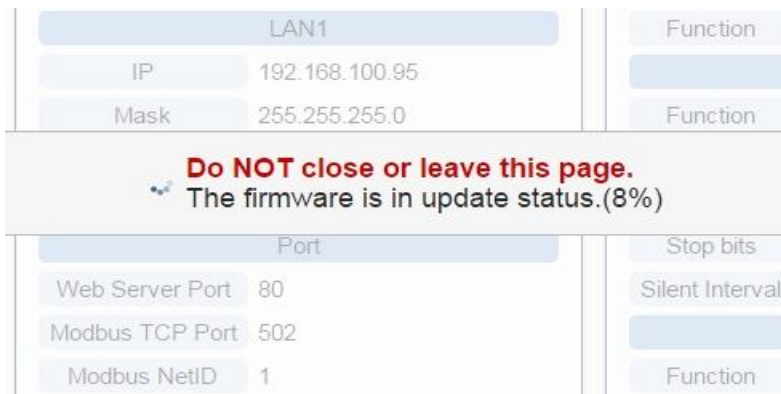 LAN1
Function
IP 192.168.100.95
Mask 255.255.255.0
Function
Do NOT close or leave this page.
The firmware is in update status.(8%)
Port
Stop bits
Web Server Port 80
Silent Interval
Modbus TCP Port 502
Modbus NetID 1
Function